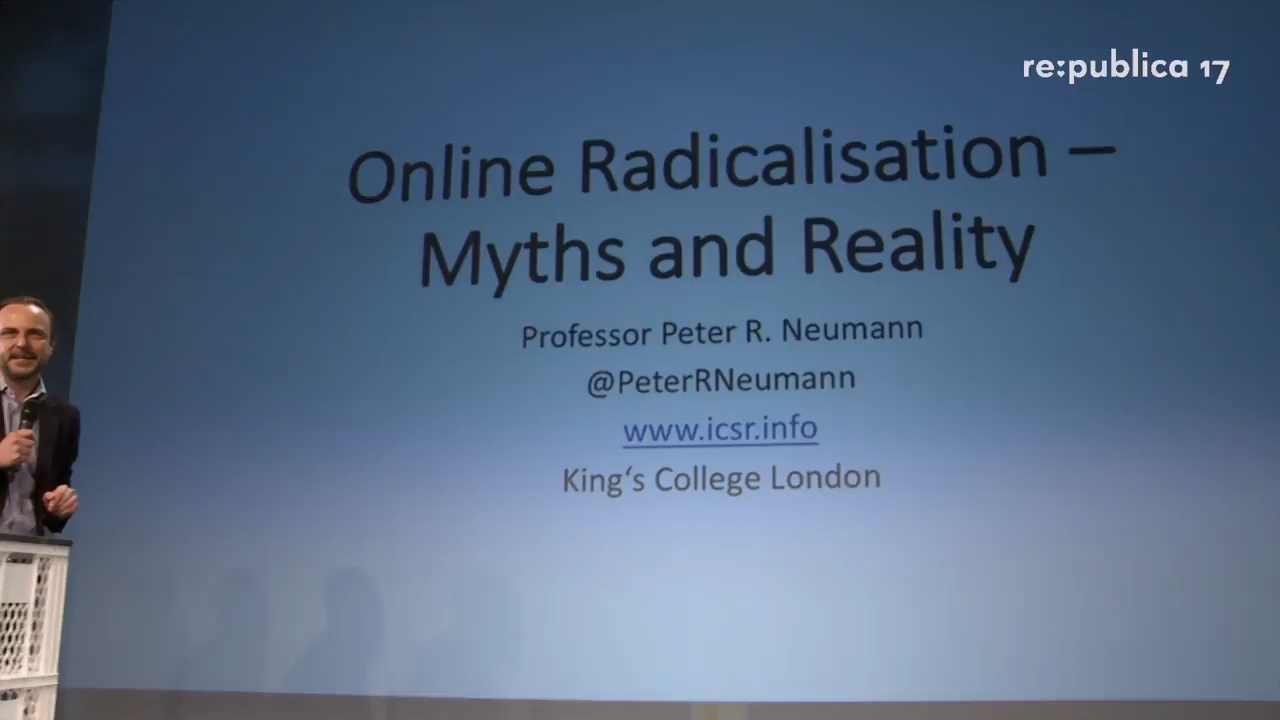 re:publica 17
Online Radicalisation –
Myths and Reality
Professor Peter R. Neumann
@PeterRNeumann
www.icsr.info
King‘s College London